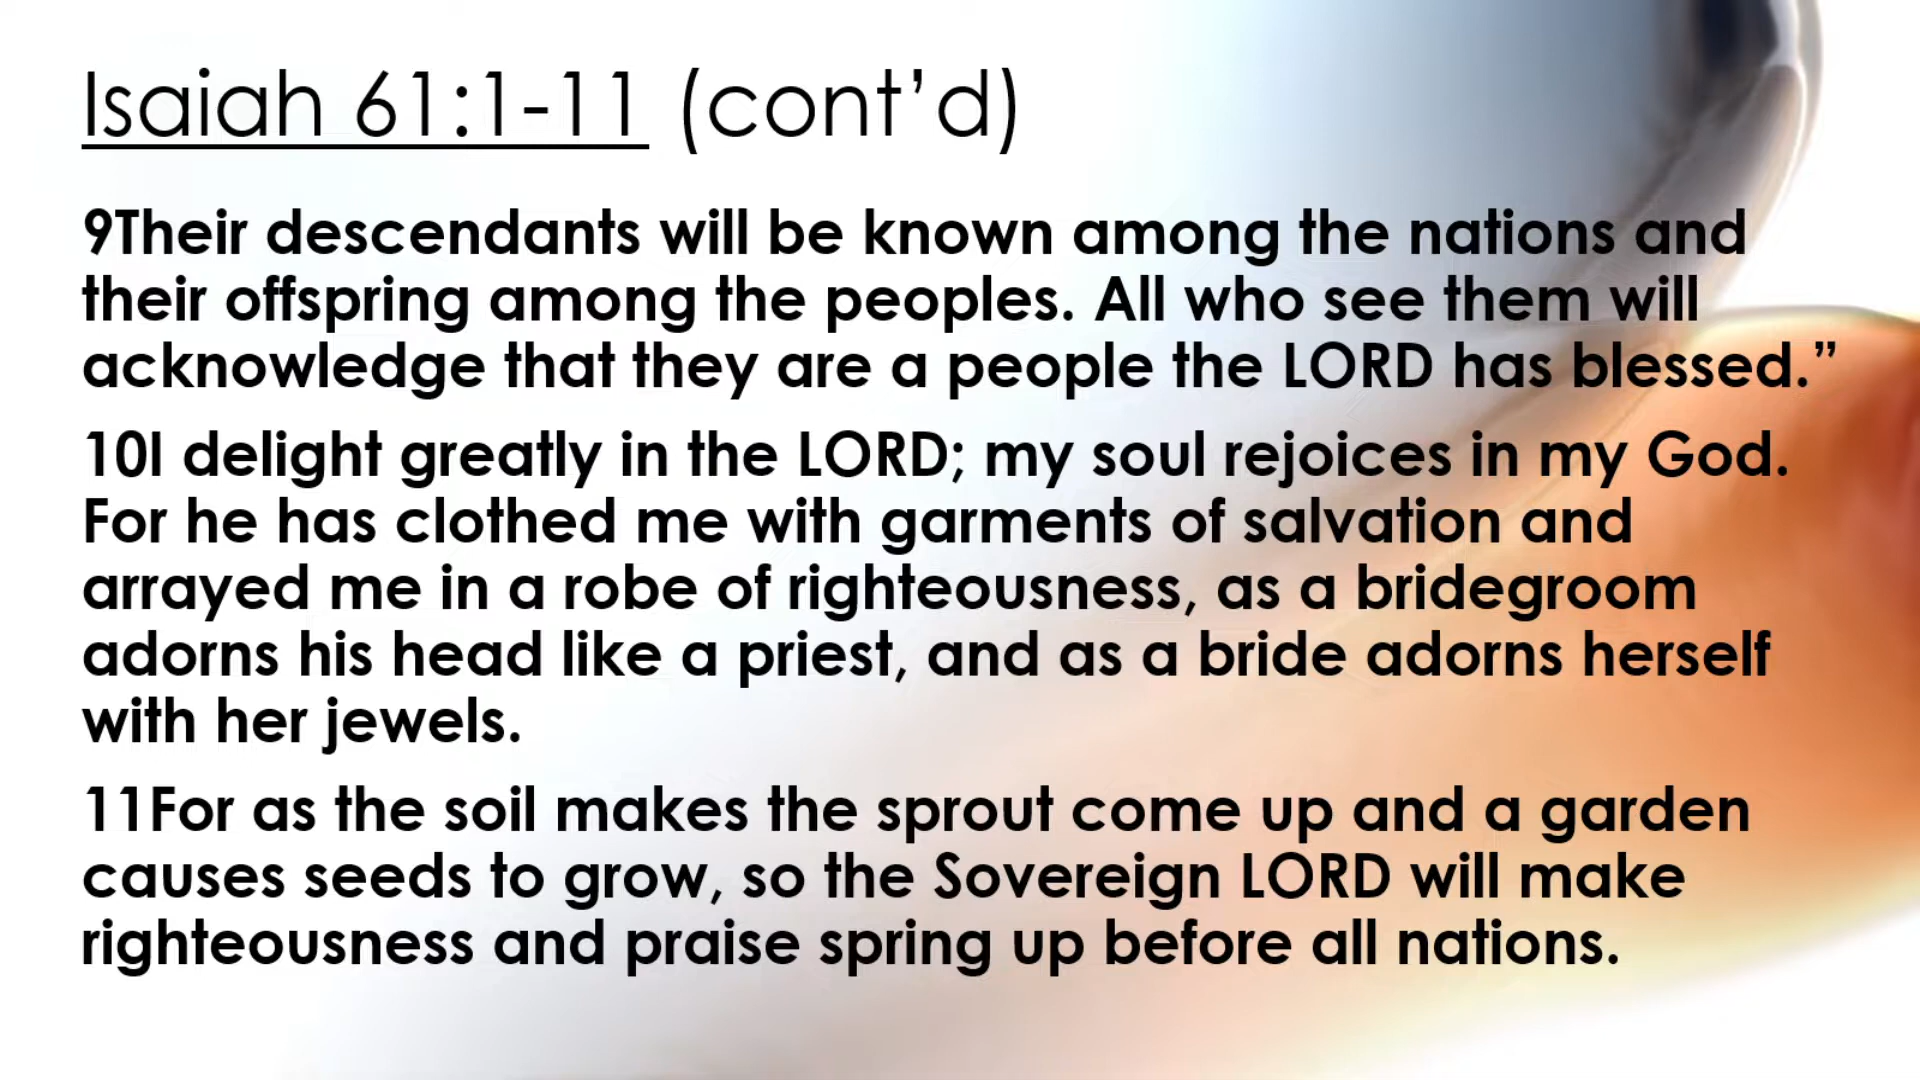 Isaiah 61:1-11 (cont’d)
9Their descendants will be known among the nations and
their offspring among the peoples. All who see them will
acknowledge that they are a people the LORD has blessed.”
10I delight greatly in the LORD; my soul rejoices in my God.
For he has clothed me with garments of salvation and
arrayed me in a robe of righteousness, as a bridegroom
adorns his head like a priest, and as a bride adorns herself
with her jewels.
11For as the soil makes the sprout come up and a garden
causes seeds to grow, so the Sovereign LORD will make
righteousness and praise spring up before all nations.